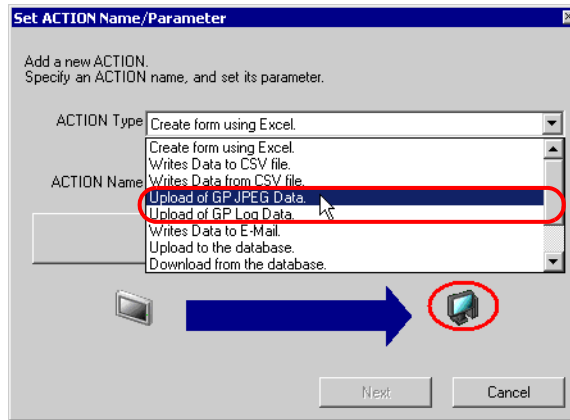 Set ACTION Name/Parameter
Add a new ACTION.
Specify an ACTION name, and set its parameter.
ACTION Type
Create form using Excel.
Create form using Excel.
Writes Data to CSV file.
ACTION Name
Writes Data from CSV file.
Upload of GP JPEG Data.
Upload of GP Log Data.
Writes Data to E-Mail.
Upload to the database.
Download from the database.
Next
Cancel